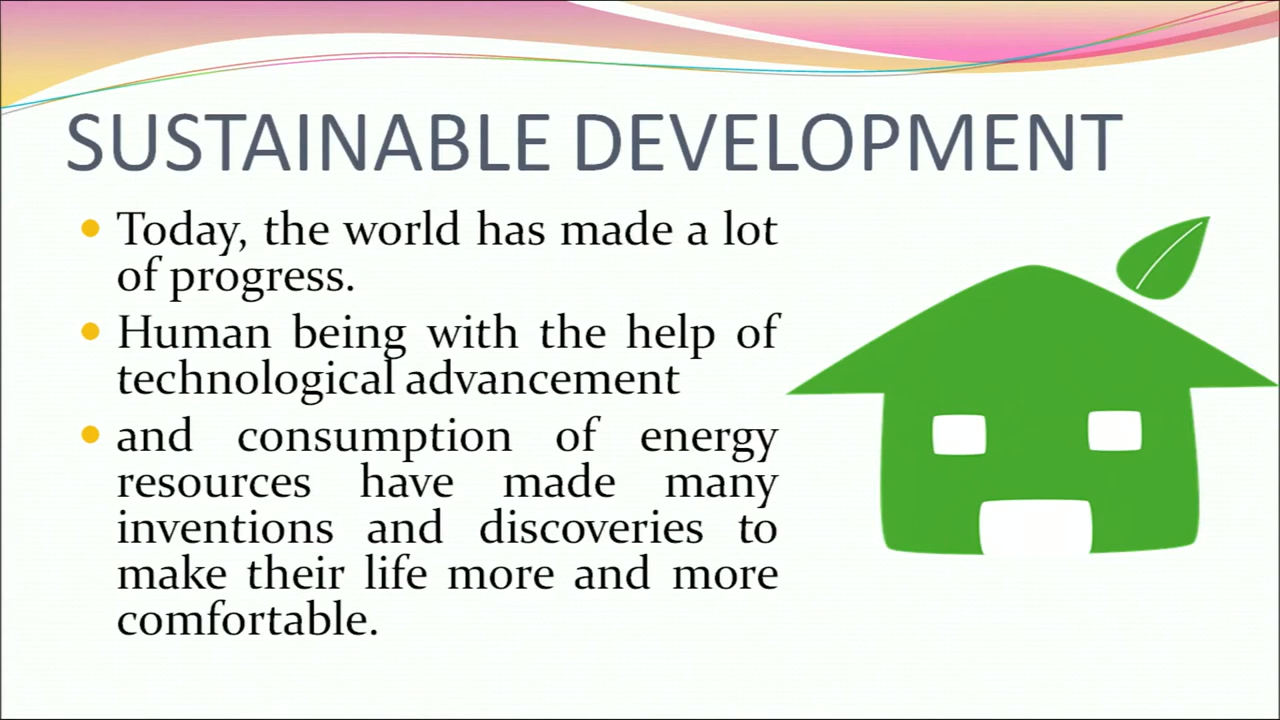 SUSTAINABLE DEVELOPMENT
Today, the world has made a lot
of progress.
Human being with the help of
technological advancement
and consumption of energy
resources have made many
inventions and discoveries to
make their life more and more
comfortable.